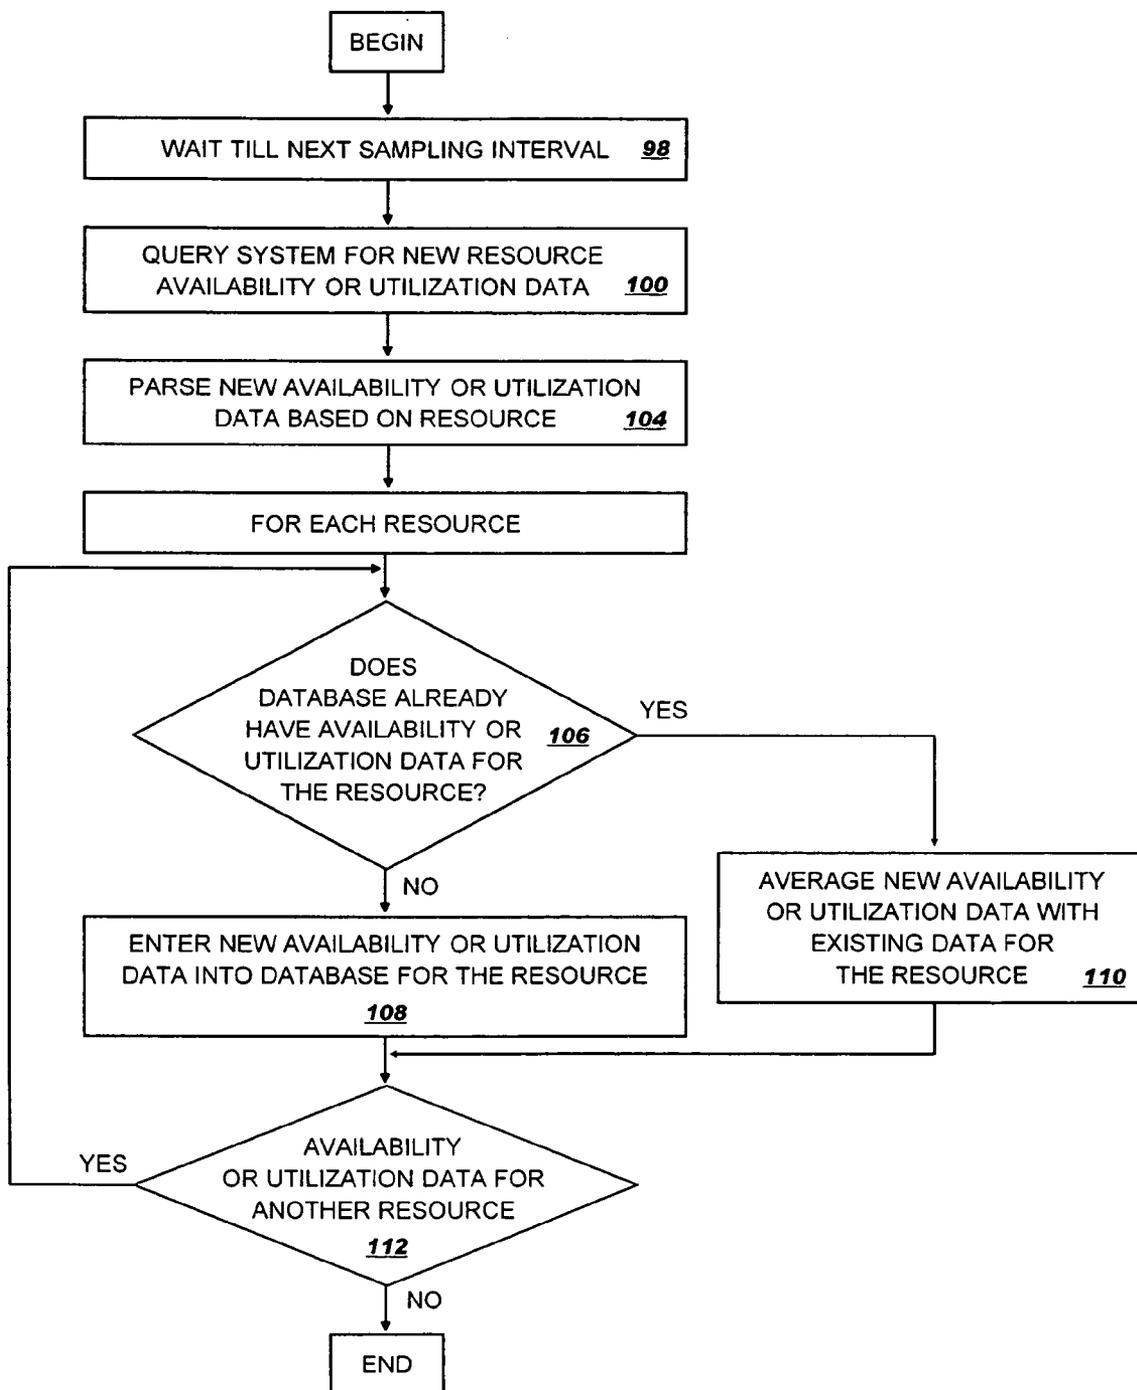 BEGIN
WAIT TILL NEXT SAMPLING INTERVAL 98
QUERY SYSTEM FOR NEW RESOURCE
AVAILABILITY OR UTILIZATION DATA 100
PARSE NEW AVAILABILITY OR UTILIZATION
DATA BASED ON RESOURCE 104
FOR EACH RESOURCE
DOES
DATABASE ALREADY
HAVE AVAILABILITY OR 106
UTILIZATION DATA FOR
THE RESOURCE?
YES
NO
ENTER NEW AVAILABILITY OR UTILIZATION
DATA INTO DATABASE FOR THE RESOURCE
108
AVERAGE NEW AVAILABILITY
OR UTILIZATION DATA WITH
EXISTING DATA FOR
THE RESOURCE 110
YES
AVAILABILITY
OR UTILIZATION DATA FOR
ANOTHER RESOURCE
112
NO
END